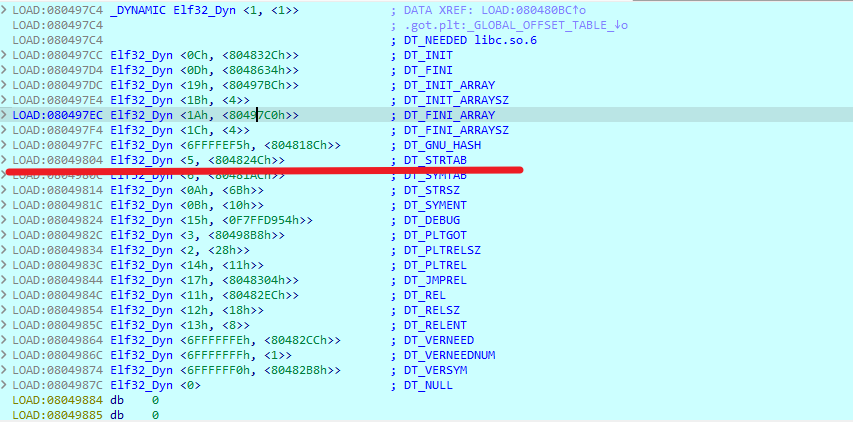 LOAD:080497C4 _DYNAMIC Elf32_Dyn <1, <1>> ; DATA XREF: LOAD:080480BC↑o
LOAD:080497C4 ; .got.plt:_GLOBAL_OFFSET_TABLE_↓o
LOAD:080497C4 ; DT_NEEDED libc.so.6
LOAD:080497CC Elf32_Dyn <0Ch, <804832Ch>> ; DT_INIT
LOAD:080497D4 Elf32_Dyn <0Dh, <8048634h>> ; DT_FINI
LOAD:080497DC Elf32_Dyn <19h, <80497BCh>> ; DT_INIT_ARRAY
LOAD:080497E4 Elf32_Dyn <1Bh, <4>> ; DT_INIT_ARRAYSZ
LOAD:080497EC Elf32_Dyn <1Ah, <80497C0h>> ; DT_FINI_ARRAY
LOAD:080497F4 Elf32_Dyn <1Ch, <4>> ; DT_FINI_ARRAYSZ
LOAD:080497FC Elf32_Dyn <6FFFFEF5h, <804818Ch>> ; DT_GNU_HASH
LOAD:08049804 Elf32_Dyn <5, <804824Ch>> ; DT_STRTAB
LOAD:0804980C Elf32_Dyn <6, <80481ACh>> ; DT_SYMTAB
LOAD:08049814 Elf32_Dyn <0Ah, <6Bh>> ; DT_STRSZ
LOAD:0804981C Elf32_Dyn <0Bh, <10h>> ; DT_SYMENT
LOAD:08049824 Elf32_Dyn <15h, <0F7FFD954h>> ; DT_DEBUG
LOAD:0804982C Elf32_Dyn <3, <80498B8h>> ; DT_PLTGOT
LOAD:08049834 Elf32_Dyn <2, <28h>> ; DT_PLTRELSZ
LOAD:0804983C Elf32_Dyn <14h, <11h>> ; DT_PLTREL
LOAD:08049844 Elf32_Dyn <17h, <8048304h>> ; DT_JMPREL
LOAD:0804984C Elf32_Dyn <11h, <80482ECh>> ; DT_REL
LOAD:08049854 Elf32_Dyn <12h, <18h>> ; DT_RELSZ
LOAD:0804985C Elf32_Dyn <13h, <8>> ; DT_RELENT
LOAD:08049864 Elf32_Dyn <6FFFFFFEh, <80482CCh>> ; DT_VERNEED
LOAD:0804986C Elf32_Dyn <6FFFFFFFh, <1>> ; DT_VERNEEDNUM
LOAD:08049874 Elf32_Dyn <6FFFFFF0h, <80482B8h>> ; DT_VERSYM
LOAD:0804987C Elf32_Dyn <0> ; DT_NULL
LOAD:08049884 db 0
LOAD:08049885 db 0